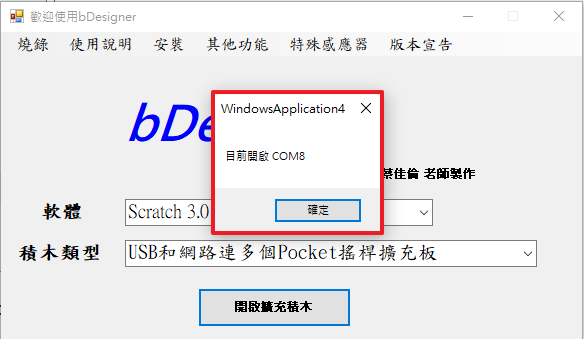 歡迎使用bDesigner
燒錄 使用說明 安裝 其他功能 特殊感應器 版本宣告
WindowsApplication4
bDe
目前開啟 COM8
蔡佳倫 老師製作
確定
軟體 Scratch 3.0
積木類型 USB和網路連多個Pocket搖桿擴充板
開啟擴充積木